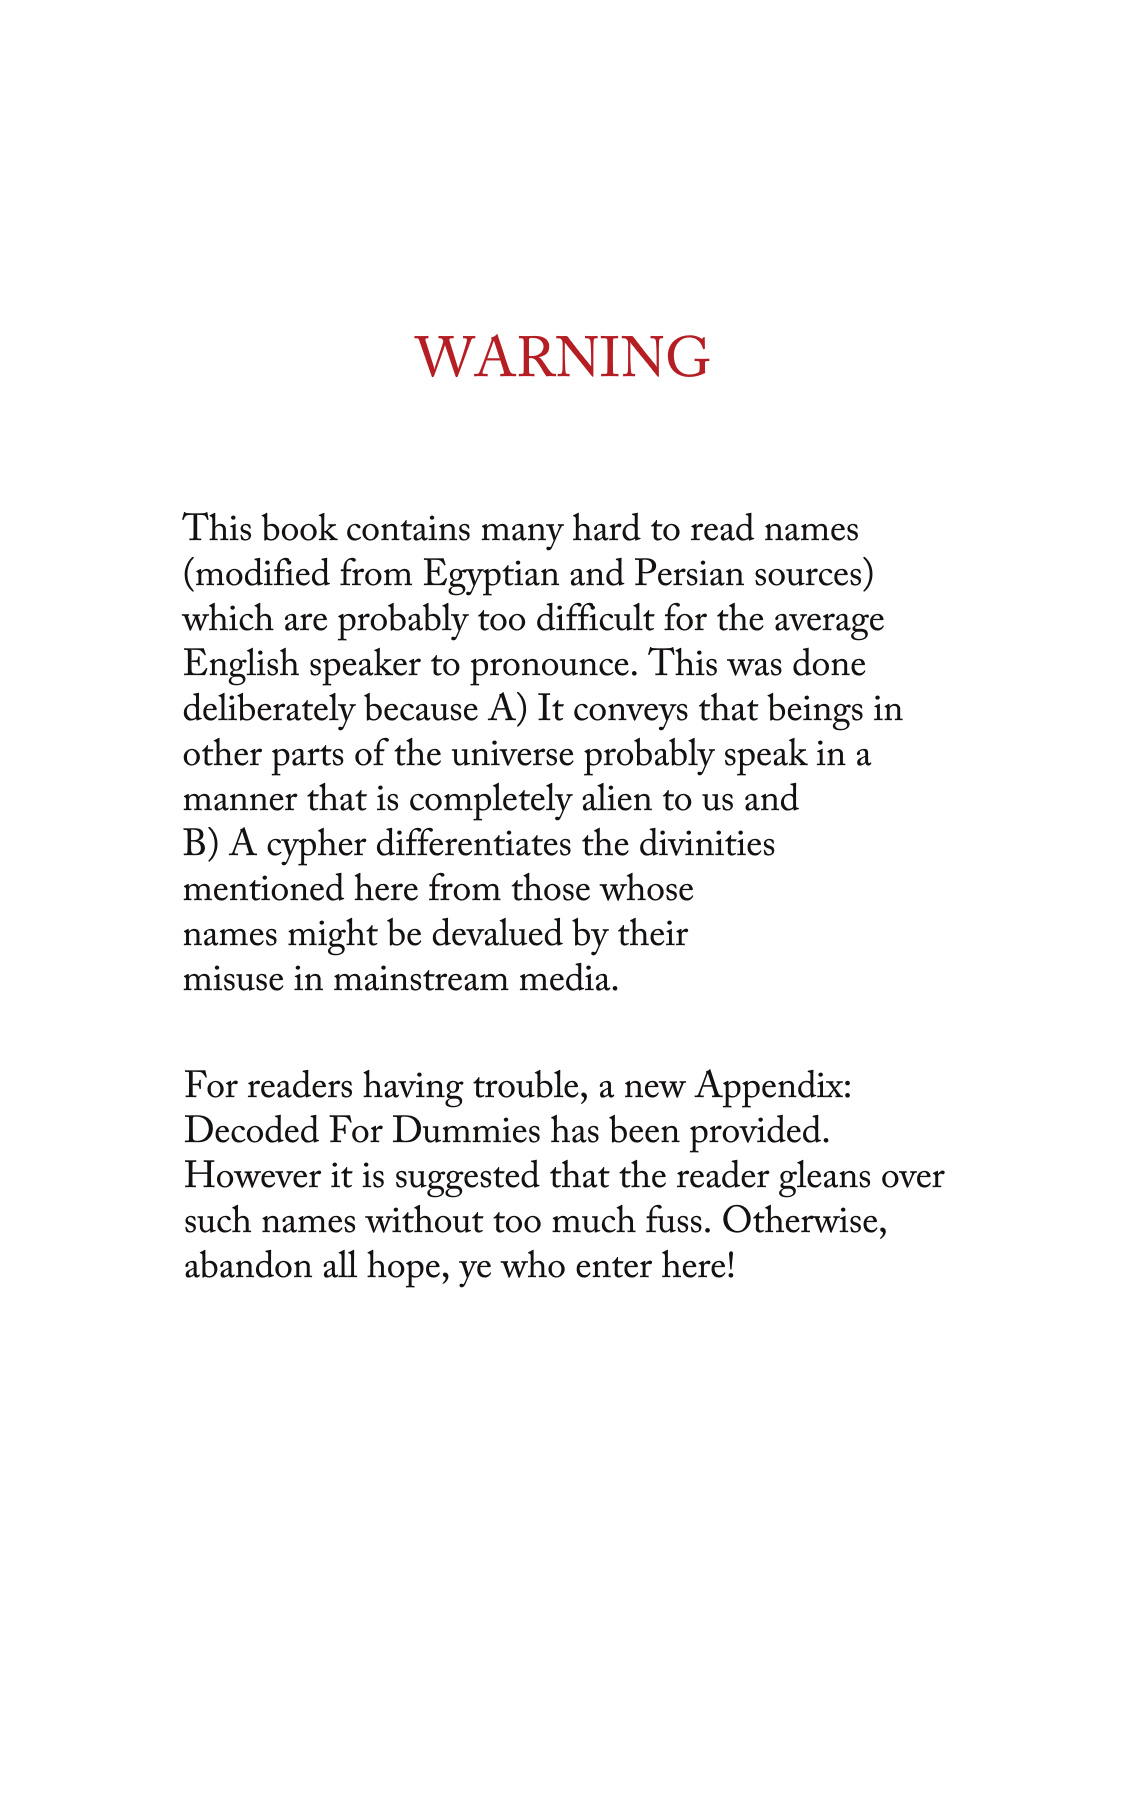 WARNING
This book contains many hard to read names
(modified from Egyptian and Persian sources)
which are probably too difficult for the average
English speaker to pronounce. This was done
deliberately because A) It conveys that beings in
other parts of the universe probably speak in a
manner that is completely alien to us and
B) A cypher differentiates the divinities
mentioned here from those whose
names might be devalued by their
misuse in mainstream media.
For readers having trouble, a new Appendix:
Decoded For Dummies has been provided.
However it is suggested that the reader gleans over
such names without too much fuss. Otherwise,
abandon all hope, ye who enter here!